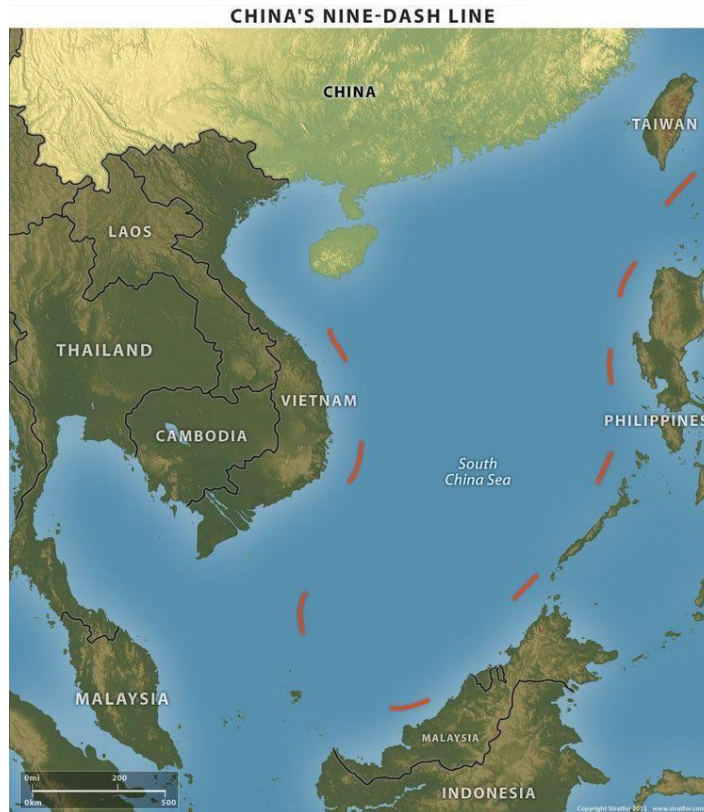 CHINA'S NINE-DASH LINE
CHINA
TAIWAN
LAOS
THAILAND
VIETNAM
CAMBODIA
PHILIPPINES
South
China Sea
MALAYSIA
MALAYSIA
INDONESIA
0mi 200
0km 500
Copyright Stratfor 2012 www.stratfor.com